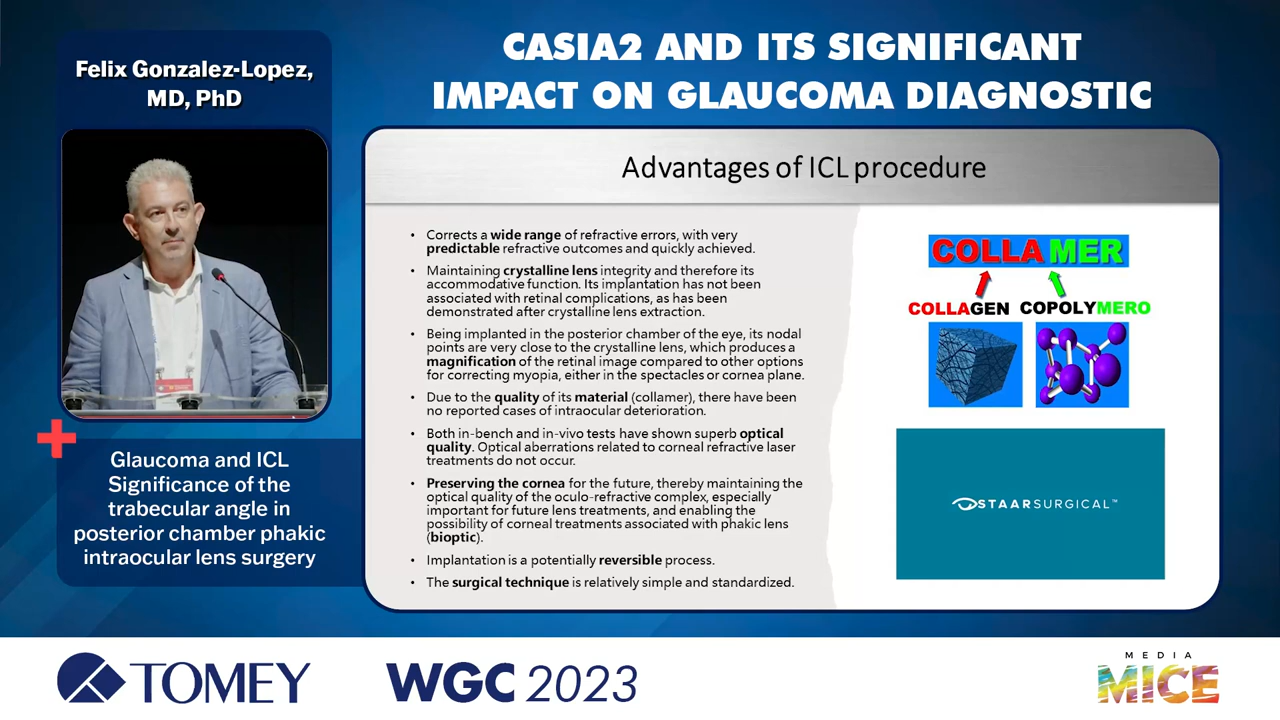 Felix Gonzalez-Lopez,
MD, PhD
CASIA2 AND ITS SIGNIFICANT
IMPACT ON GLAUCOMA DIAGNOSTIC
Advantages of ICL procedure
• Corrects a wide range of refractive errors, with very
predictable refractive outcomes and quickly achieved.
• Maintaining crystalline lens integrity and therefore its
accommodative function. Its implantation has not been
associated with retinal complications, as has been
demonstrated after crystalline lens extraction.
• Being implanted in the posterior chamber of the eye, its nodal
points are very close to the crystalline lens, which produces a
magnification of the retinal image compared to other options
for correcting myopia, either in the spectacles or cornea plane.
• Due to the quality of its material (collamer), there have been
no reported cases of intraocular deterioration.
• Both in-bench and in-vivo tests have shown superb optical
quality. Optical aberrations related to corneal refractive laser
treatments do not occur.
• Preserving the cornea for the future, thereby maintaining the
optical quality of the oculo-refractive complex, especially
important for future lens treatments, and enabling the
possibility of corneal treatments associated with phakic lens
(bioptic).
• Implantation is a potentially reversible process.
• The surgical technique is relatively simple and standardized.
COLLAMER
COLLAGEN COPOLYMERO
STAARSURGICAL™
Glaucoma and ICL
Significance of the
trabecular angle in
posterior chamber phakic
intraocular lens surgery
TOMEY
WGC 2023
MEDIA
MICE